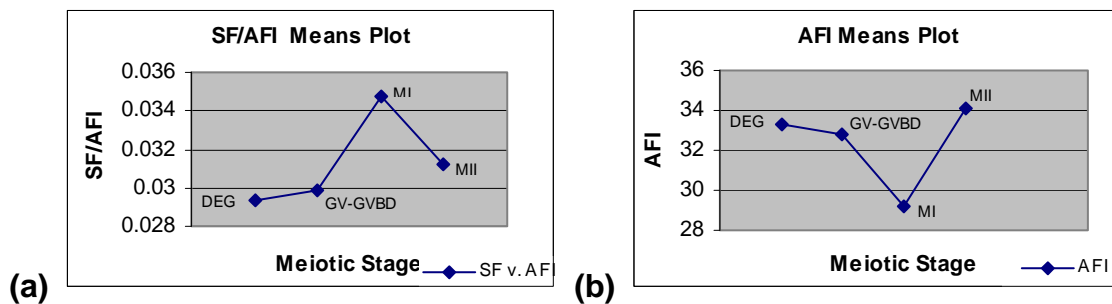 SF/AFI Means Plot
0.036
0.034
0.032
0.03
0.028
SF/AFI
DEG
GV-GVBD
MI
MII
Meiotic Stage
SF v. AFI
(a)
AFI Means Plot
36
34
32
30
28
AFI
DEG
GV-GVBD
MI
MII
Meiotic Stage
AFI
(b)